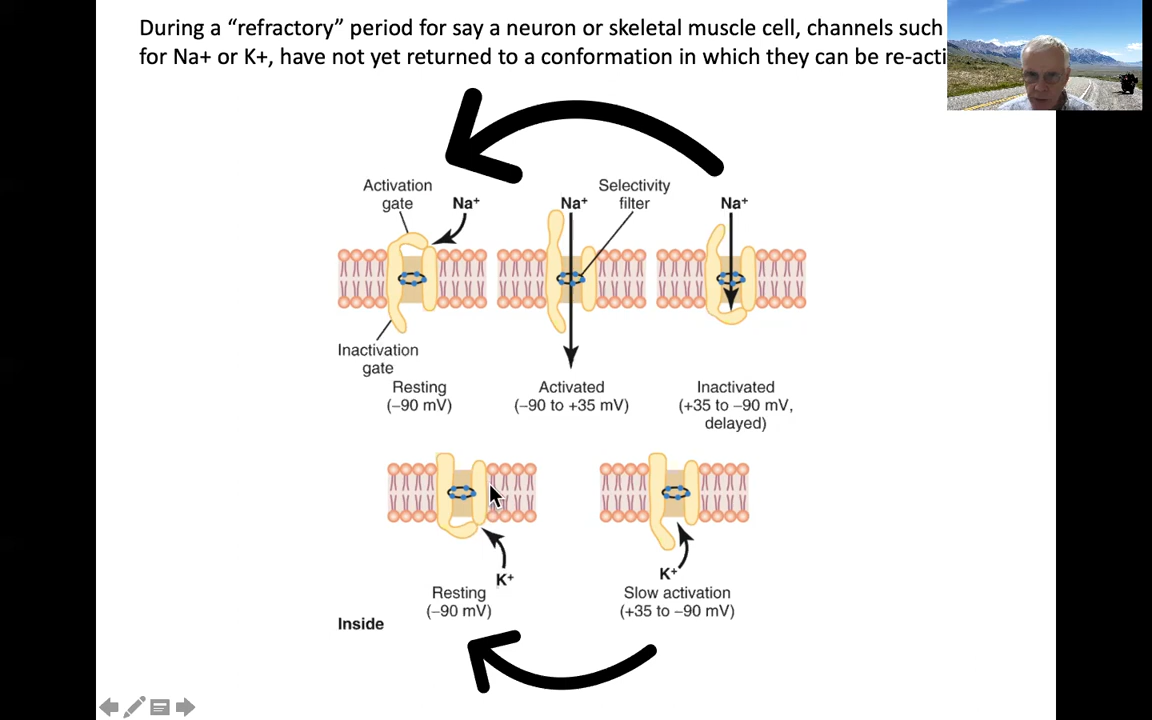 During a “refractory” period for say a neuron or skeletal muscle cell, channels such
for Na+ or K+, have not yet returned to a conformation in which they can be
Activation
gate
Na⁺
Na⁺
Selectivity
filter
Na⁺
Inactivation
gate
Resting
(–90 mV)
Activated
(–90 to +35 mV)
Inactivated
(+35 to –90 mV,
delayed)
K⁺
Resting
(–90 mV)
K⁺
Slow activation
(+35 to –90 mV)
Inside